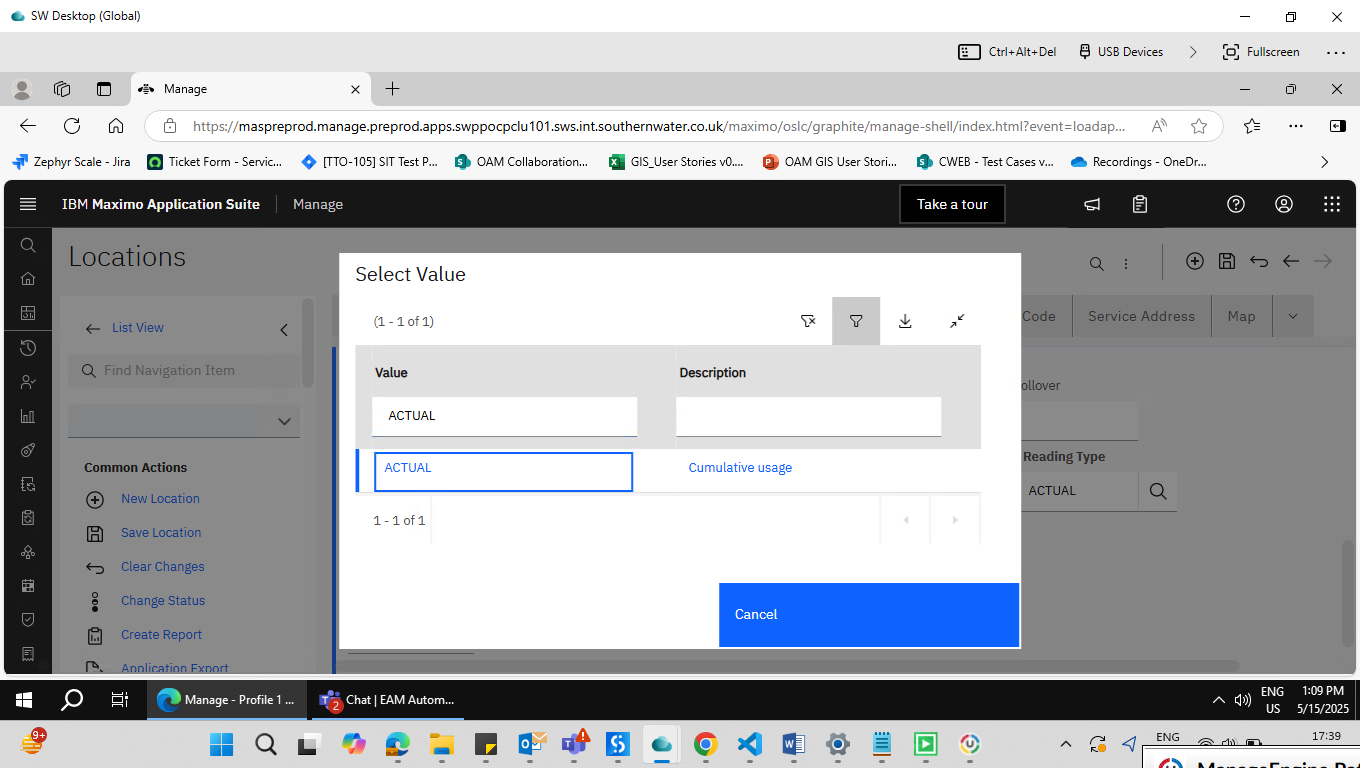 SW Desktop (Global)
Ctrl+Alt+Del
USB Devices
Fullscreen
Manage
https://maspreprod.manage.preprod.apps.swppocpclu101.sws.int.southernwater.co.uk/maximo/oslc/graphite/manage-shell/index.html?event=loadap...
Zephyr Scale - Jira
Ticket Form - Servic...
[TTO-105] SIT Test P...
OAM Collaboration...
GIS_User Stories v0....
OAM GIS User Stori...
CWEB - Test Cases v...
Recordings - OneDr...
IBM Maximo Application Suite
Manage
Take a tour
Locations
List View
Find Navigation Item
Common Actions
New Location
Save Location
Clear Changes
Change Status
Create Report
Application Export
Code
Service Address
Map
ollover
Reading Type
ACTUAL
Select Value
(1 - 1 of 1)
Value
Description
ACTUAL
ACTUAL
Cumulative usage
1 - 1 of 1
Cancel
Manage - Profile 1 ...
2
Chat | EAM Autom...
ENG
US
1:09 PM
5/15/2025
9+
ENG
17:39